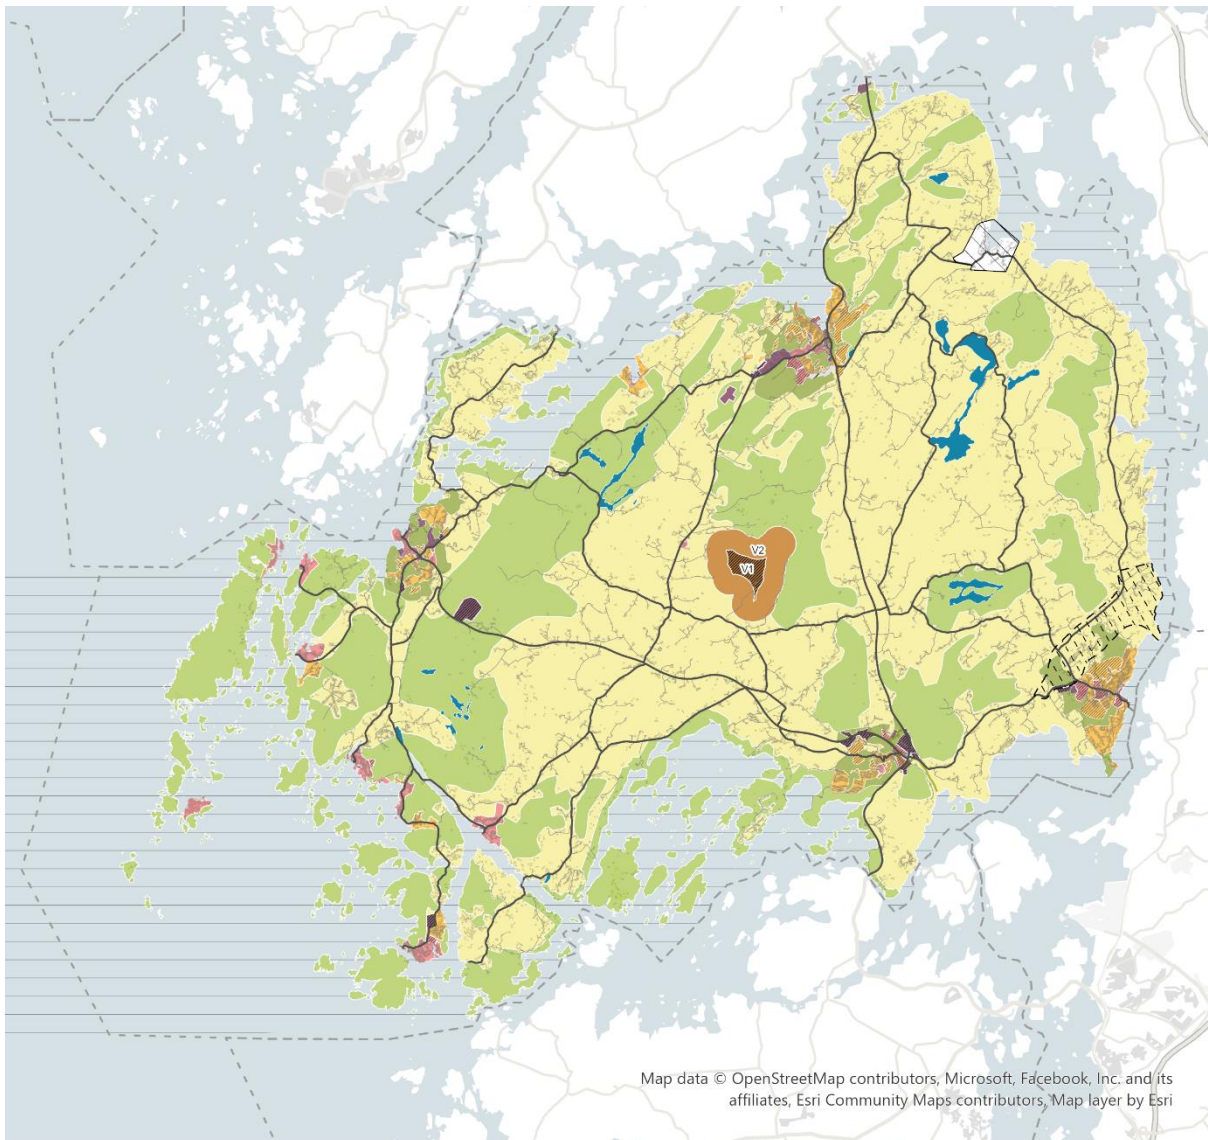 V2
V1
Map data © OpenStreetMap contributors, Microsoft, Facebook, Inc. and its
affiliates, Esri Community Maps contributors, Map layer by Esri